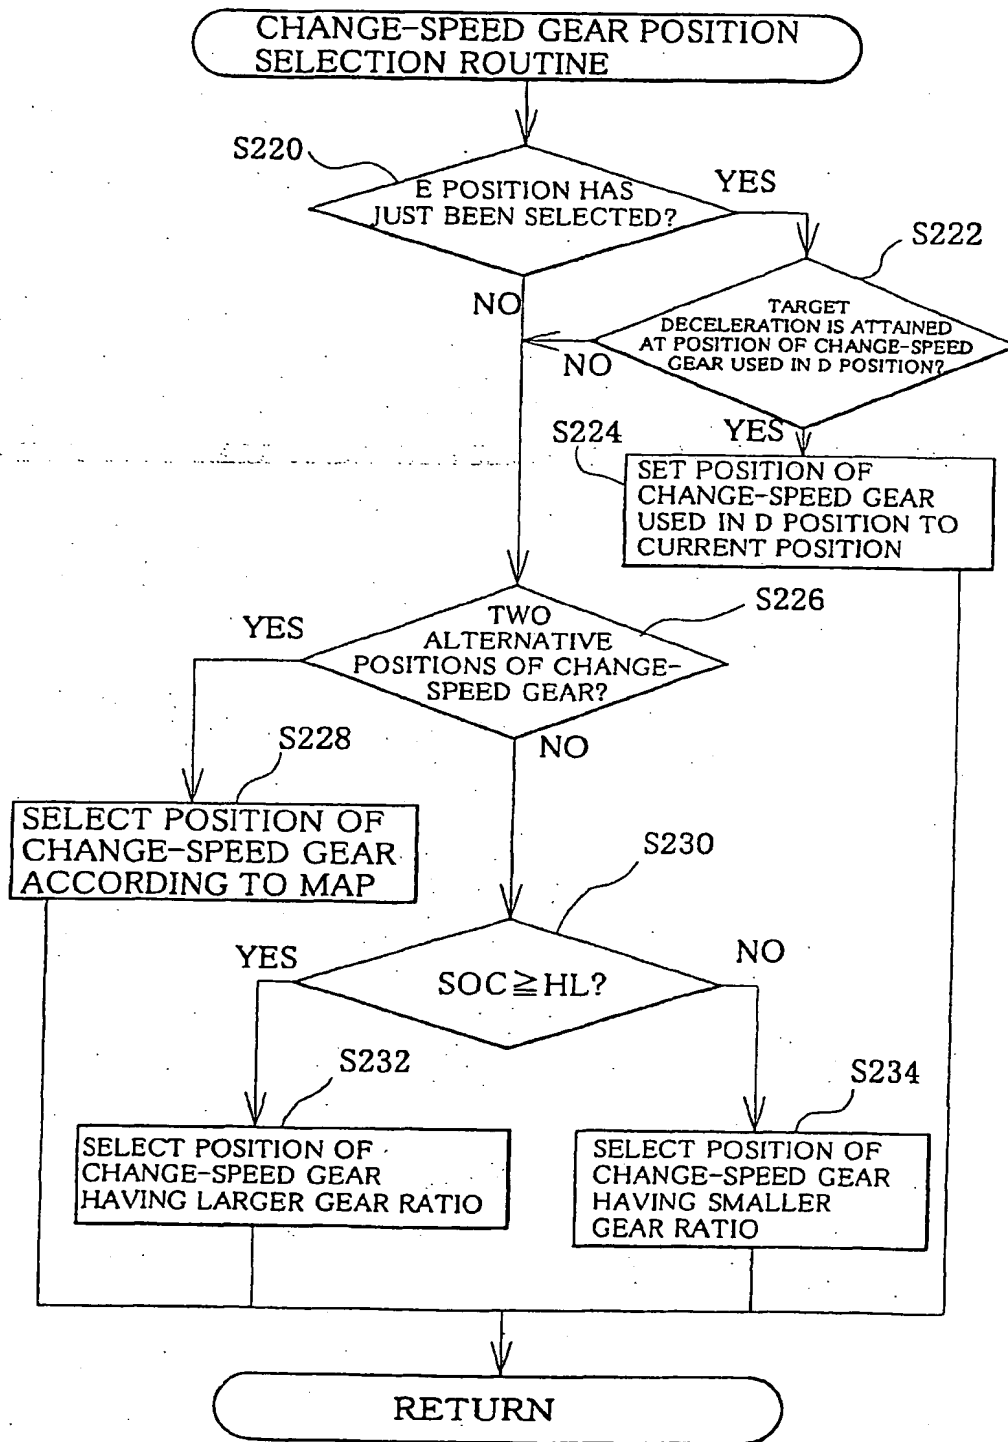 CHANGE-SPEED GEAR POSITION
SELECTION ROUTINE
S220
E POSITION HAS
JUST BEEN SELECTED?
YES
NO
S222
TARGET
DECELERATION IS ATTAINED
AT POSITION OF CHANGE-SPEED
GEAR USED IN D POSITION?
NO
YES
S224
SET POSITION OF
CHANGE-SPEED GEAR
USED IN D POSITION TO
CURRENT POSITION
S226
TWO
ALTERNATIVE
POSITIONS OF CHANGE-
SPEED GEAR?
YES
NO
S228
SELECT POSITION OF
CHANGE-SPEED GEAR
ACCORDING TO MAP
S230
SOC≧HL?
YES
NO
S232
SELECT POSITION OF
CHANGE-SPEED GEAR
HAVING LARGER GEAR RATIO
S234
SELECT POSITION OF
CHANGE-SPEED GEAR
HAVING SMALLER
GEAR RATIO
RETURN